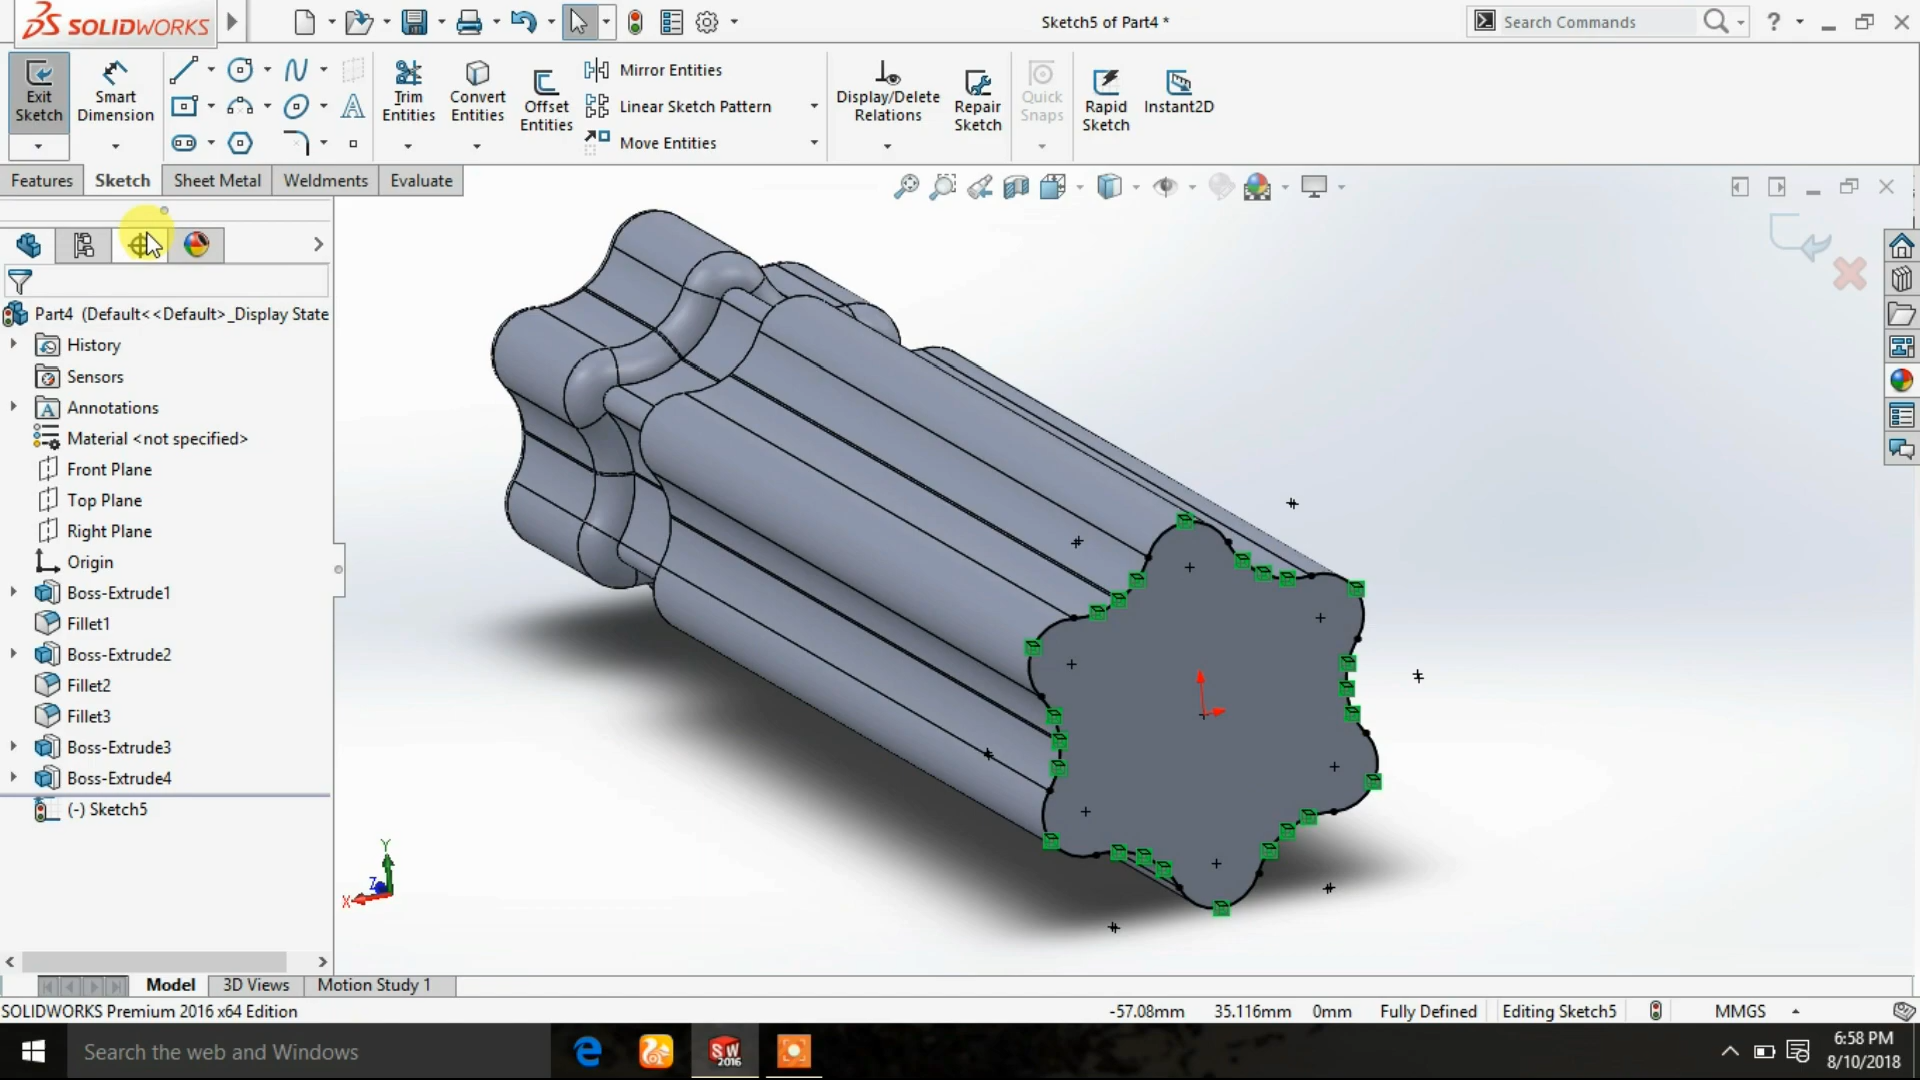 SOLIDWORKS
Sketch5 of Part4 *
Search Commands
?
Exit Sketch
Smart Dimension
Trim Entities
Convert Entities
Offset Entities
Mirror Entities
Linear Sketch Pattern
Move Entities
Display/Delete Relations
Repair Sketch
Quick Snaps
Rapid Sketch
Instant2D
Features
Sketch
Sheet Metal
Weldments
Evaluate
Part4 (Default<<Default>_Display State
History
Sensors
Annotations
Material <not specified>
Front Plane
Top Plane
Right Plane
Origin
Boss-Extrude1
Fillet1
Boss-Extrude2
Fillet2
Fillet3
Boss-Extrude3
Boss-Extrude4
(-) Sketch5
Y
Z
X
Model
3D Views
Motion Study 1
SOLIDWORKS Premium 2016 x64 Edition
-57.08mm
35.116mm
0mm
Fully Defined
Editing Sketch5
MMGS
Search the web and Windows
SW
2016
6:58 PM
8/10/2018